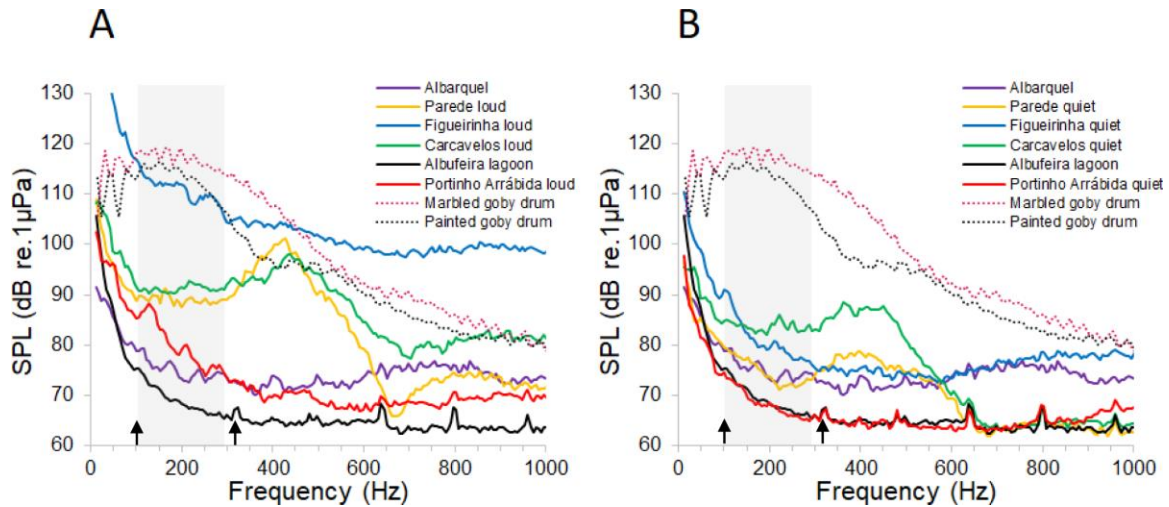 A
SPL (dB re.1µPa)
130
120
110
100
90
80
70
60
0
200
400
600
800
1000
Frequency (Hz)
Albarquel
Parede loud
Figueirinha loud
Carcavelos loud
Albufeira lagoon
Portinho Arrábida loud
Marbled goby drum
Painted goby drum
B
SPL (dB re.1µPa)
130
120
110
100
90
80
70
60
0
200
400
600
800
1000
Frequency (Hz)
Albarquel
Parede quiet
Figueirinha quiet
Carcavelos quiet
Albufeira lagoon
Portinho Arrábida quiet
Marbled goby drum
Painted goby drum